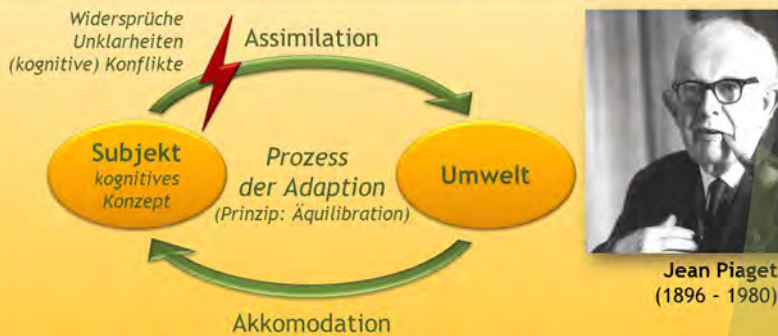 Widersprüche
Unklarheiten
(kognitive) Konflikte
Assimilation
Subjekt
kognitives
Konzept
Prozess
der Adaption
(Prinzip: Äquilibration)
Umwelt
Akkomodation
Jean Piaget
(1896 - 1980)